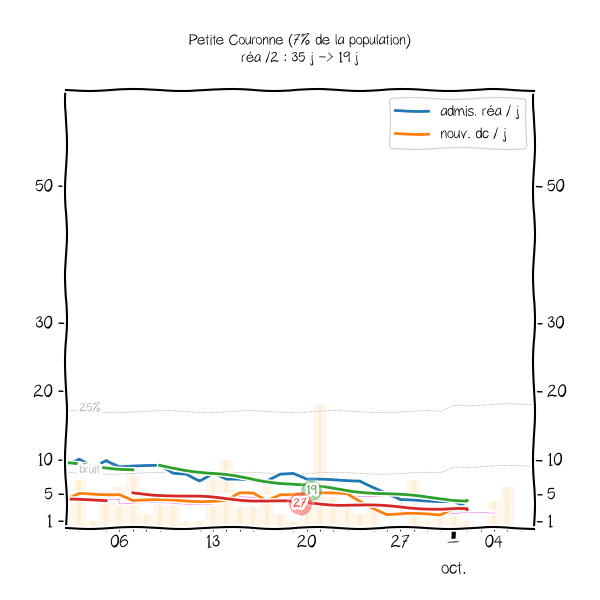 Petite Couronne (7% de la population)
réa /2 : 35 j -> 19 j
admis. réa / j
nouv. dc / j
50 50
30 30
20 20
25%
10 10
bruit
19
5 5
27
1 1
06 13 20 27 1 04
oct.